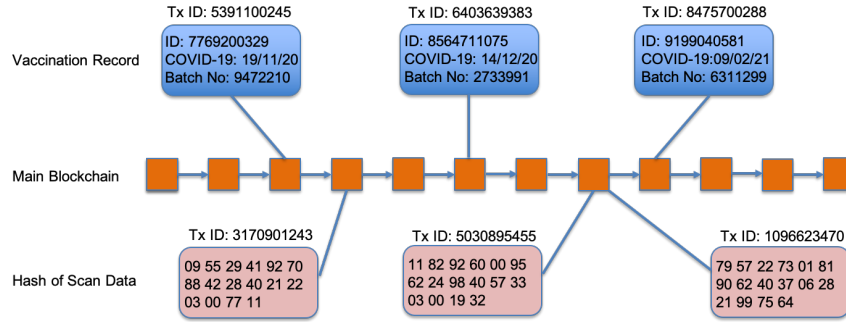 Tx ID: 5391100245
Tx ID: 6403639383
Tx ID: 8475700288
Vaccination Record
ID: 7769200329
COVID-19: 19/11/20
Batch No: 9472210
ID: 8564711075
COVID-19: 14/12/20
Batch No: 2733991
ID: 9199040581
COVID-19:09/02/21
Batch No: 6311299
Main Blockchain
Tx ID: 3170901243
Tx ID: 5030895455
Tx ID: 1096623470
Hash of Scan Data
09 55 29 41 92 70
88 42 28 40 21 22
03 00 77 11
11 82 92 60 00 95
62 24 98 40 57 33
03 00 19 32
79 57 22 73 01 81
90 62 40 37 06 28
21 99 75 64